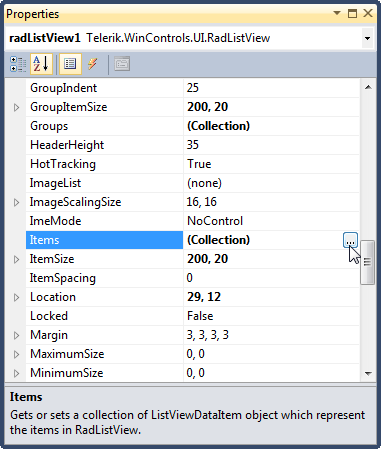 Properties
radListView1 Telerik.WinControls.UI.RadListView
A Z
GroupIndent 25
GroupItemSize 200, 20
Groups (Collection)
HeaderHeight 35
HotTracking True
ImageList (none)
ImageScalingSize 16, 16
ImeMode NoControl
Items (Collection) ...
ItemSize 200, 20
ItemSpacing 0
Location 29, 12
Locked False
Margin 3, 3, 3, 3
MaximumSize 0, 0
MinimumSize 0, 0
Items
Gets or sets a collection of ListViewDataItem object which represent
the items in RadListView.